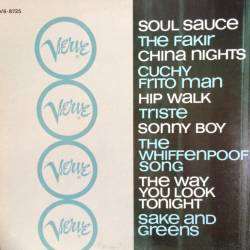 V6-8725
Verve
Verve
Verve
Verve
SOUL SAUCE
THE FAKIR
CHINA NIGHTS
CUCHY
FRITO MAN
HIP WALK
TRISTE
SONNY BOY
THE
WHIFFENPOOF
SONG
THE WAY
YOU LOOK
TONIGHT
SAKE AND
GREENS